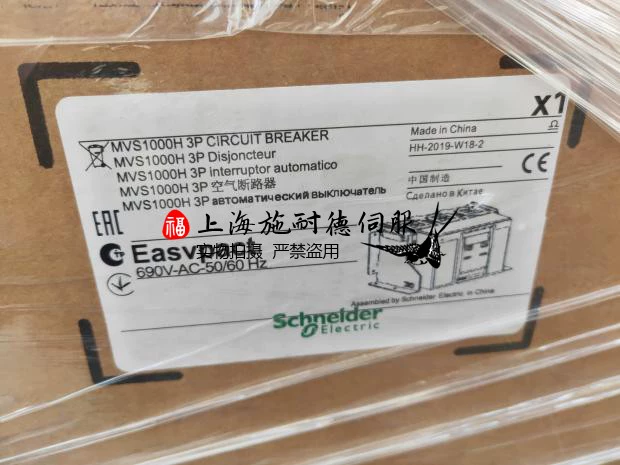 X1
MVS1000H 3P CIRCUIT BREAKER
MVS1000H 3P Disjoncteur
MVS1000H 3P interruptor automatico
MVS1000H 3P 空气断路器
MVS1000H 3P автоматический выключатель
Made in China
HH-2019-W18-2
中国制造
Сделано в Китае
CE
EAC
福 上海施耐德伺服
实物拍摄 严禁盗用
Easypact
690V-AC-50/60 Hz
Assembled by Schneider Electric in China
Schneider
Electric